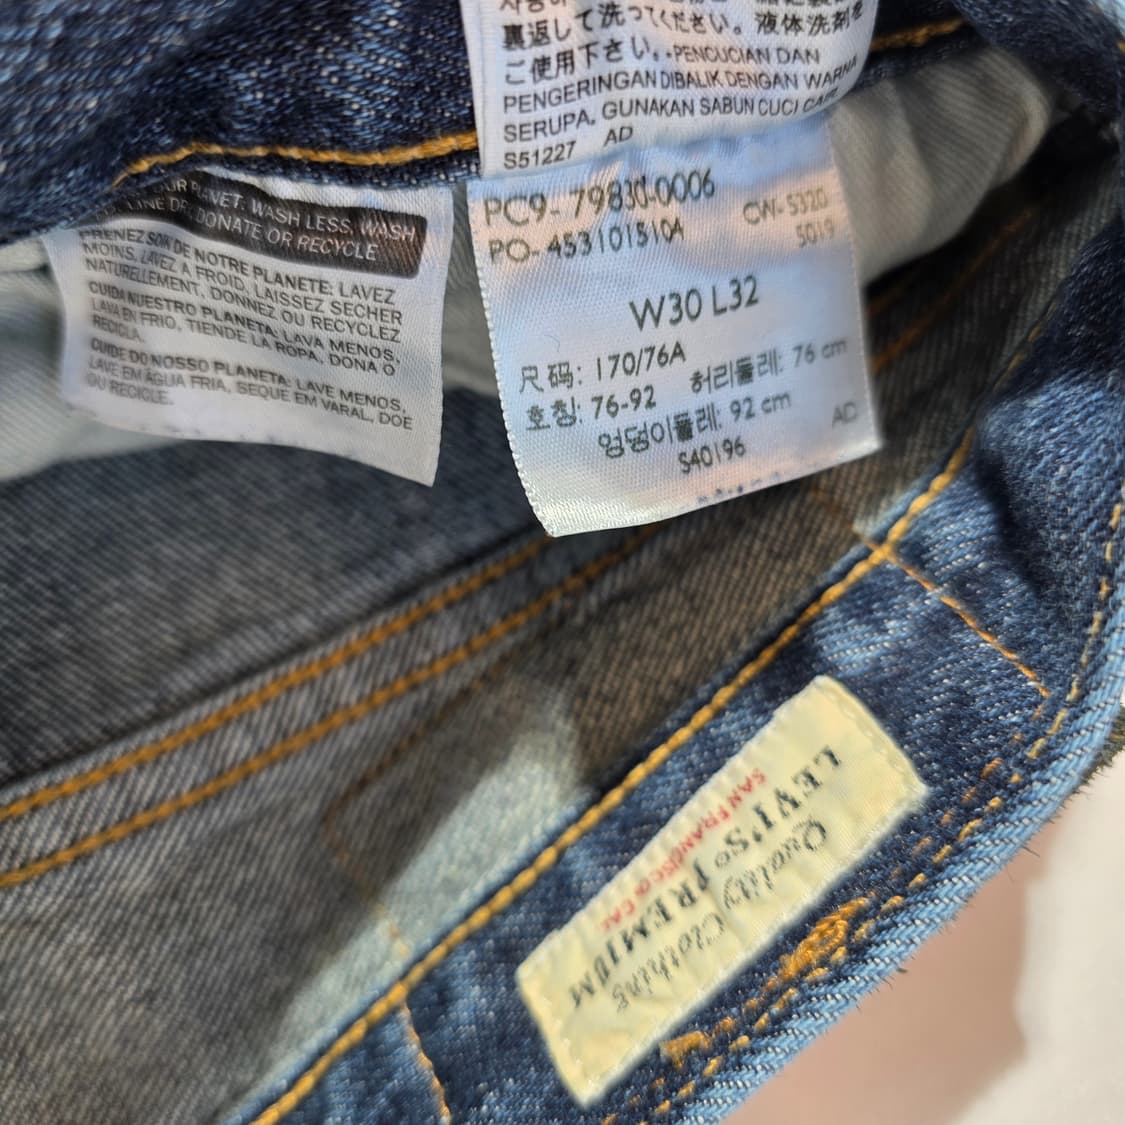 裏返して洗ってください。液体洗剤を
ご使用下さい。-PENCUCIAN DAN
PENGERINGAN DIBALIK DENGAN WARNA
SERUPA, GUNAKAN SABUN CUCI CAIR
S51227 AD
PLANET. WASH LESS, WASH
LINE DRY, DONATE OR RECYCLE
PRENEZ SOIN DE NOTRE PLANETE: LAVEZ
MOINS, LAVEZ A FROID, LAISSEZ SECHER
NATURELLEMENT, DONNEZ OU RECYCLEZ
CUIDA NUESTRO PLANETA: LAVA MENOS,
LAVA EN FRIO, TIENDE LA ROPA, DONA O
RECICLA.
CUIDE DO NOSSO PLANETA: LAVE MENOS,
LAVE EM ÁGUA FRIA, SEQUE EM VARAL, DOE
OU RECICLE.
PC9- 79830-0006
PO- 453101510A CW-S320
5019
W30 L32
尺码: 170/76A
허리둘레: 76 cm
호칭: 76-92
엉덩이둘레: 92 cm
S40196 AD
LEVI'S® PREMIUM
SAN FRANCISCO CAL
Quality Clothing